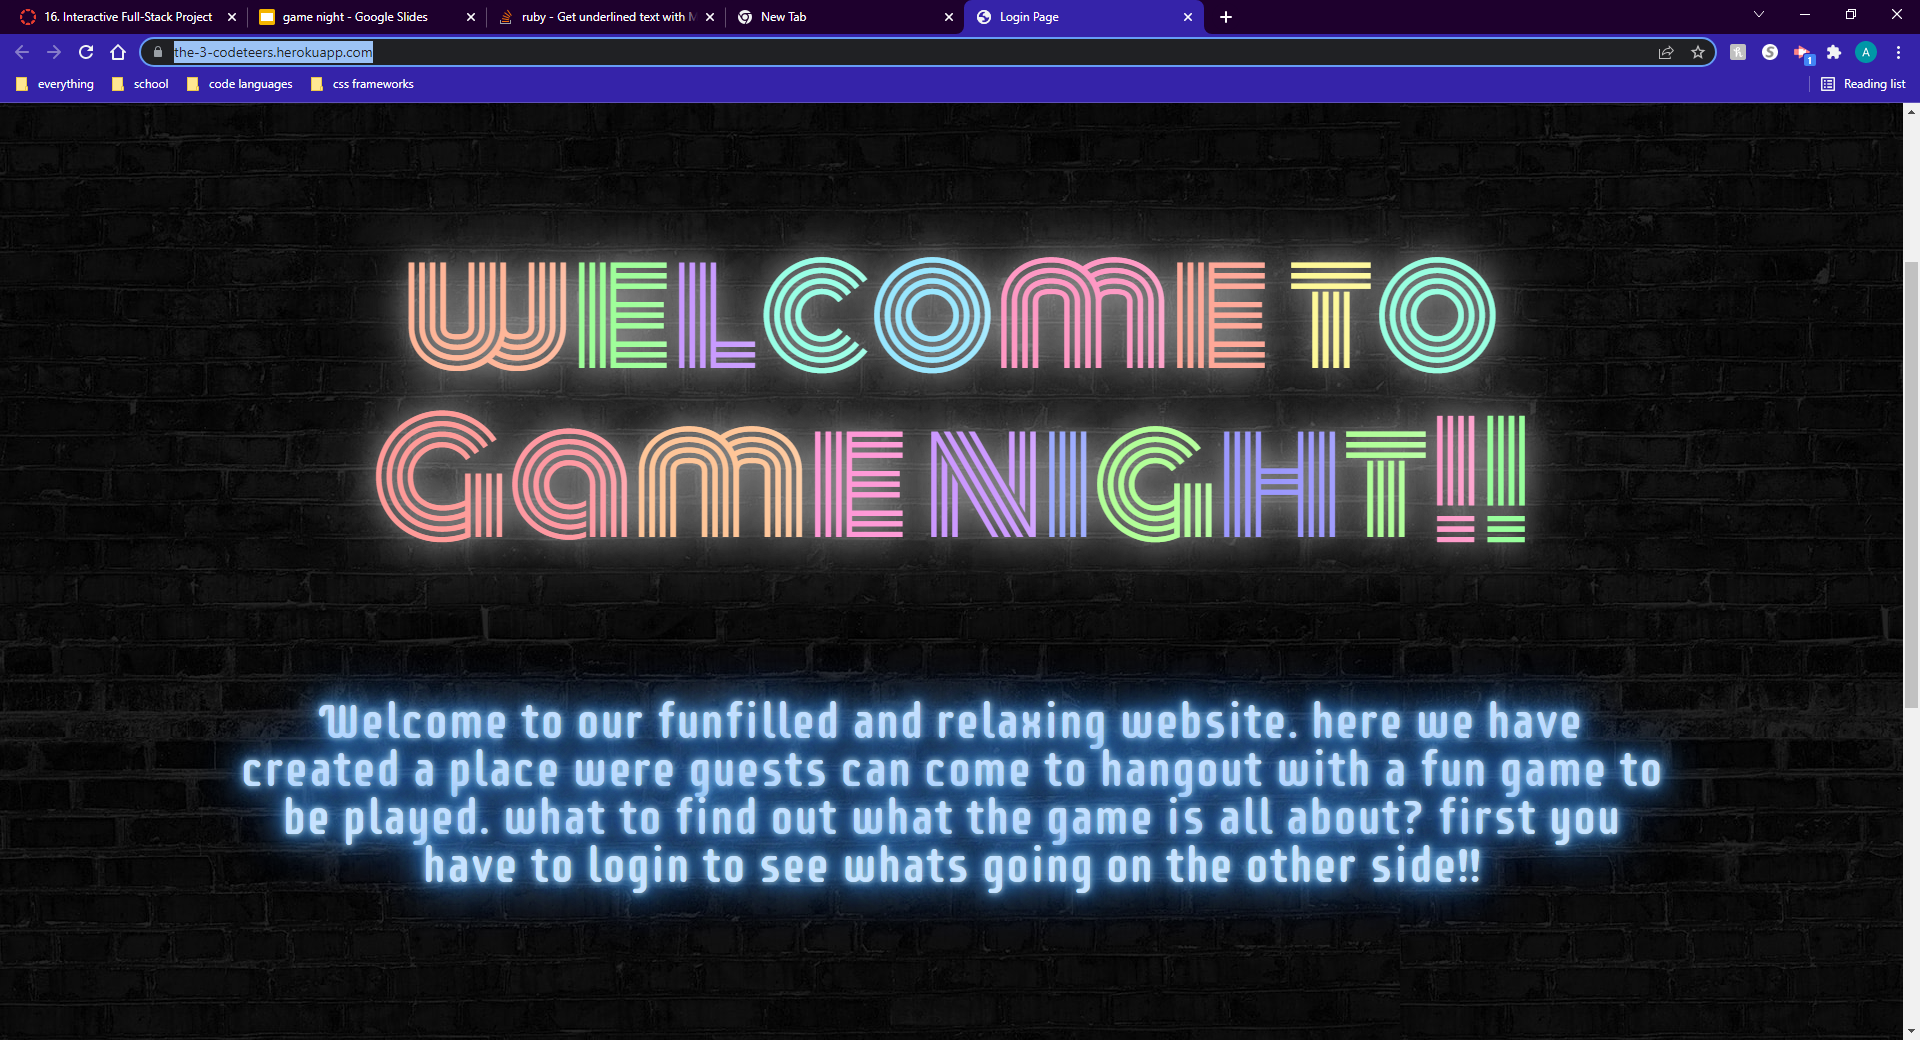 16. Interactive Full-Stack Project
game night - Google Slides
ruby - Get underlined text with M
New Tab
Login Page
the-3-codeteers.herokuapp.com
1
A
everything
school
code languages
css frameworks
Reading list
WELCOME TO
GaME NIGHT!!
Welcome to our funfilled and relaxing website. here we have
created a place were guests can come to hangout with a fun game to
be played. what to find out what the game is all about? first you
have to login to see whats going on the other side!!